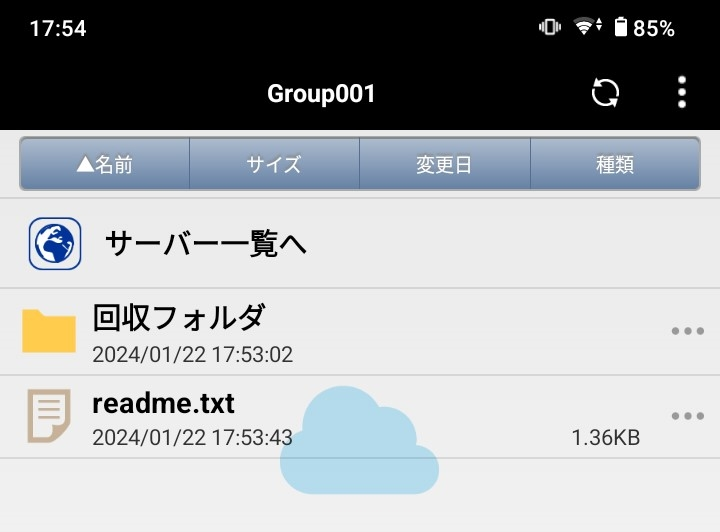 17:54
85%
Group001
▲名前 サイズ 変更日 種類
サーバー一覧へ
回収フォルダ
2024/01/22 17:53:02
readme.txt
2024/01/22 17:53:43 1.36KB